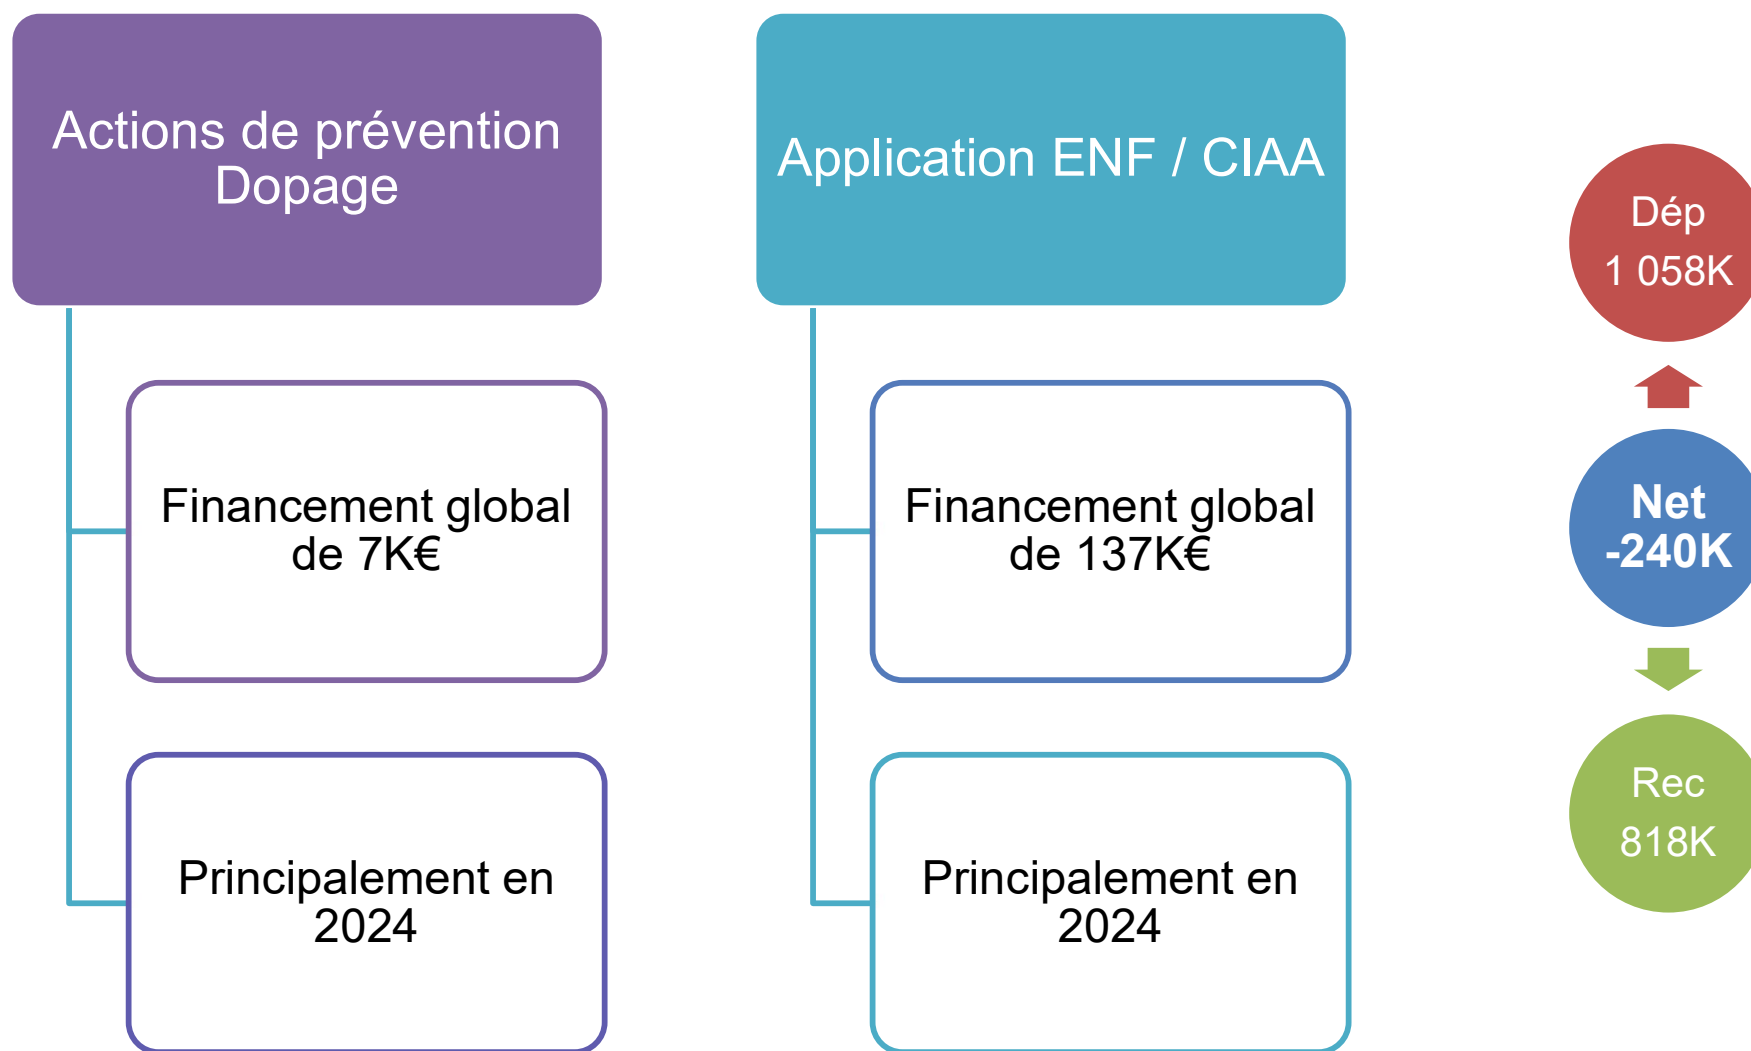 Actions de prévention
Dopage
Financement global
de 7K€
Principalement en
2024
Application ENF / CIAA
Financement global
de 137K€
Principalement en
2024
Dép
1 058K
Net
-240K
Rec
818K